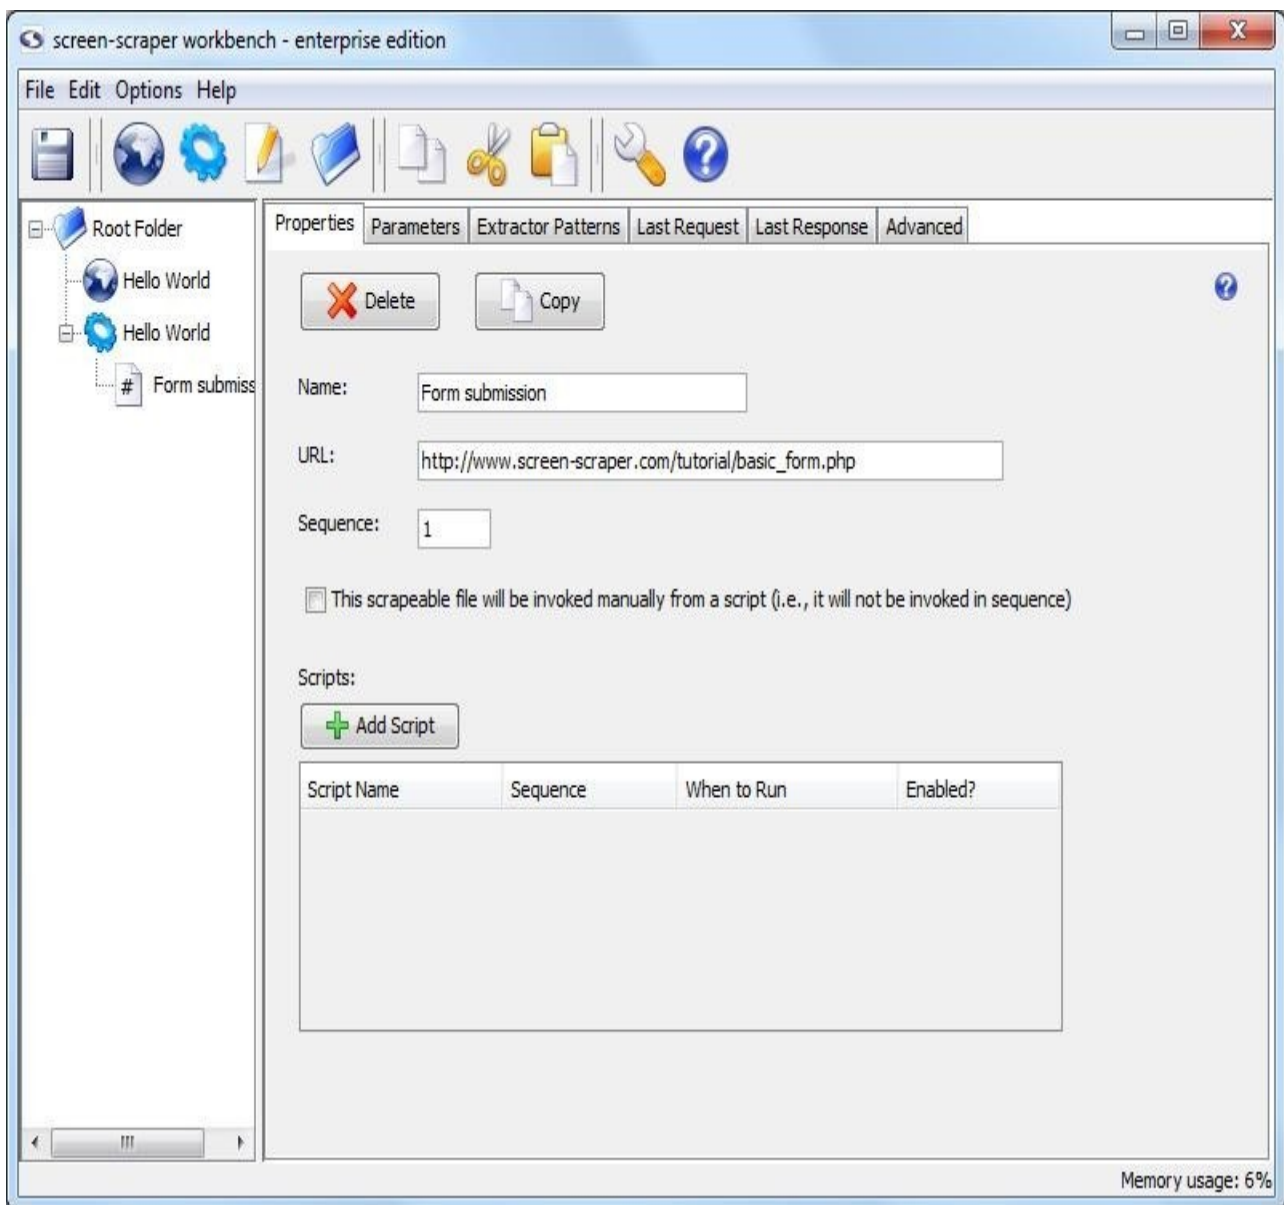 screen-scraper workbench - enterprise edition
File Edit Options Help
Root Folder
Hello World
Hello World
# Form submiss
Properties Parameters Extractor Patterns Last Request Last Response Advanced
Delete Copy
Name: Form submission
URL: http://www.screen-scraper.com/tutorial/basic_form.php
Sequence: 1
This scrapeable file will be invoked manually from a script (i.e., it will not be invoked in sequence)
Scripts:
Add Script
Script Name Sequence When to Run Enabled?
Memory usage: 6%